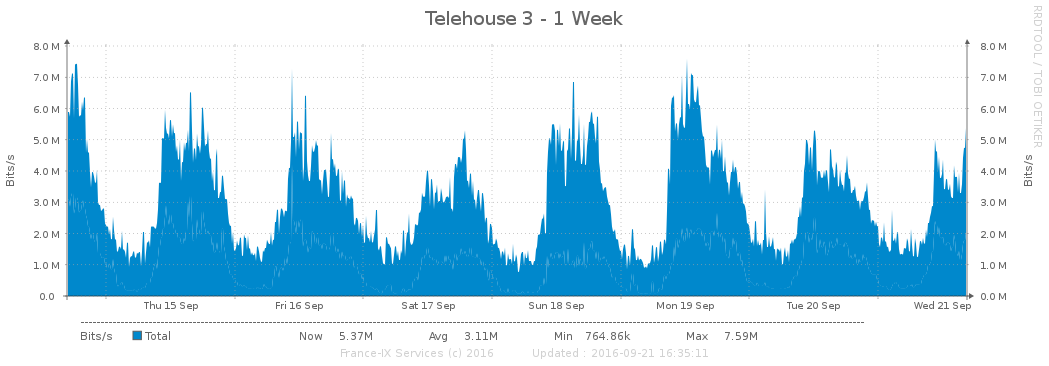 Telehouse 3 - 1 Week
RRDTOOL / TOBI OETIKER
Bits/s
8.0 M
7.0 M
6.0 M
5.0 M
4.0 M
3.0 M
2.0 M
1.0 M
0.0
8.0 M
7.0 M
6.0 M
5.0 M
4.0 M
3.0 M
2.0 M
1.0 M
0.0 M
Bits/s
Thu 15 Sep Fri 16 Sep Sat 17 Sep Sun 18 Sep Mon 19 Sep Tue 20 Sep Wed 21 Sep
Bits/s Total Now 5.37M Avg 3.11M Min 764.86k Max 7.59M
France-IX Services (c) 2016 Updated : 2016-09-21 16:35:11